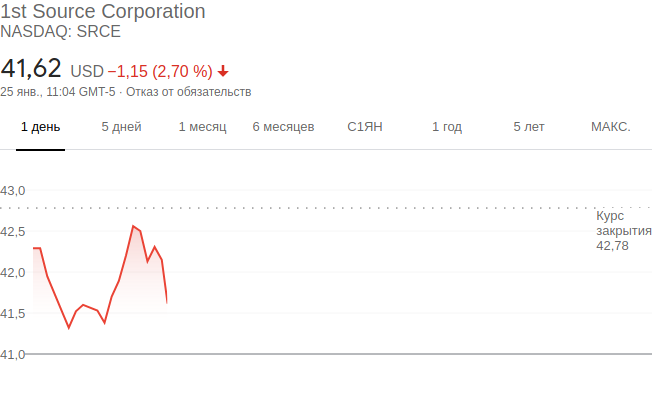 1st Source Corporation
NASDAQ: SRCE
41,62 USD −1,15 (2,70 %)
25 янв., 11:04 GMT-5 · Отказ от обязательств
1 день 5 дней 1 месяц 6 месяцев С1ЯН 1 год 5 лет МАКС.
43,0
Курс
закрытия
42,78
42,5
42,0
41,5
41,0